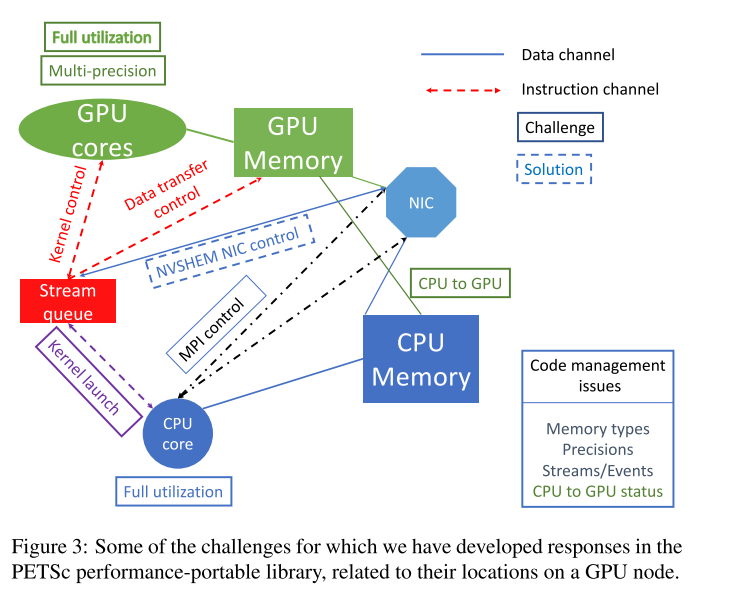 Full utilization
Multi-precision
GPU
cores
GPU
Memory
Data channel
Instruction channel
Challenge
Solution
NIC
Kernel control
Data transfer
control
NVSHEM NIC control
Stream
queue
MPI control
CPU to GPU
Kernel launch
CPU
Memory
CPU
core
Full utilization
Code management
issues
Memory types
Precisions
Streams/Events
CPU to GPU status
Figure 3: Some of the challenges for which we have developed responses in the
PETSc performance-portable library, related to their locations on a GPU node.